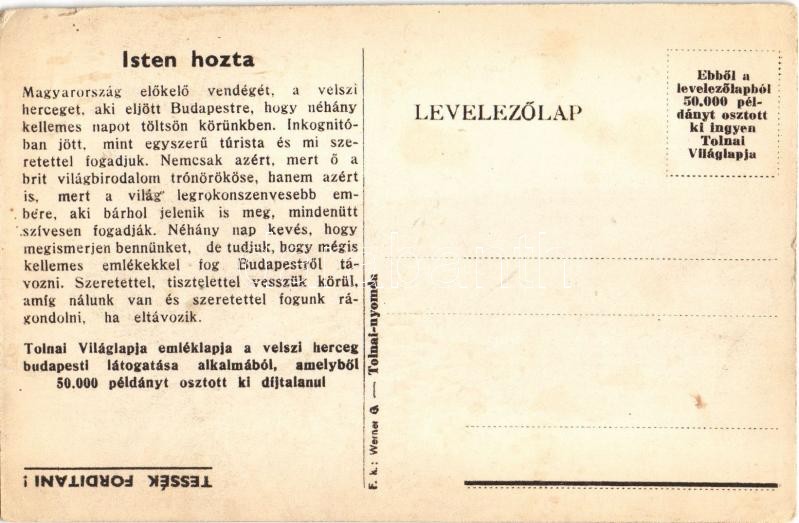 Isten hozta
Magyarország előkelő vendégét, a velszi
herceget, aki eljött Budapestre, hogy néhány
kellemes napot töltsön körünkben. Inkognitó-
ban jött, mint egyszerű túrista és mi sze-
retettel fogadjuk. Nemcsak azért, mert ő a
brit világbirodalom trónörököse, hanem azért
is, mert a világ legrokonszenvesebb em-
bere, aki bárhol jelenik is meg, mindenütt
szívesen fogadják. Néhány nap kevés, hogy
megismerjen bennünket, de tudjuk, hogy mégis
kellemes emlékekkel fog Budapestről tá-
vozni. Szeretettel, tisztelettel vesszük körül,
amíg nálunk van és szeretettel fogunk rá-
gondolni, ha eltávozik.
Tolnai Világlapja emléklapja a velszi herceg
budapesti látogatása alkalmából, amelyből
50.000 példányt osztott ki díjtalanul
TESSÉK FORDITANI!
F. k.: Werner G. — Tolnai-nyomás
LEVELEZŐLAP
Ebből a
levelezőlapból
50.000 pél-
dányt osztott
ki ingyen
Tolnai
Világlapja